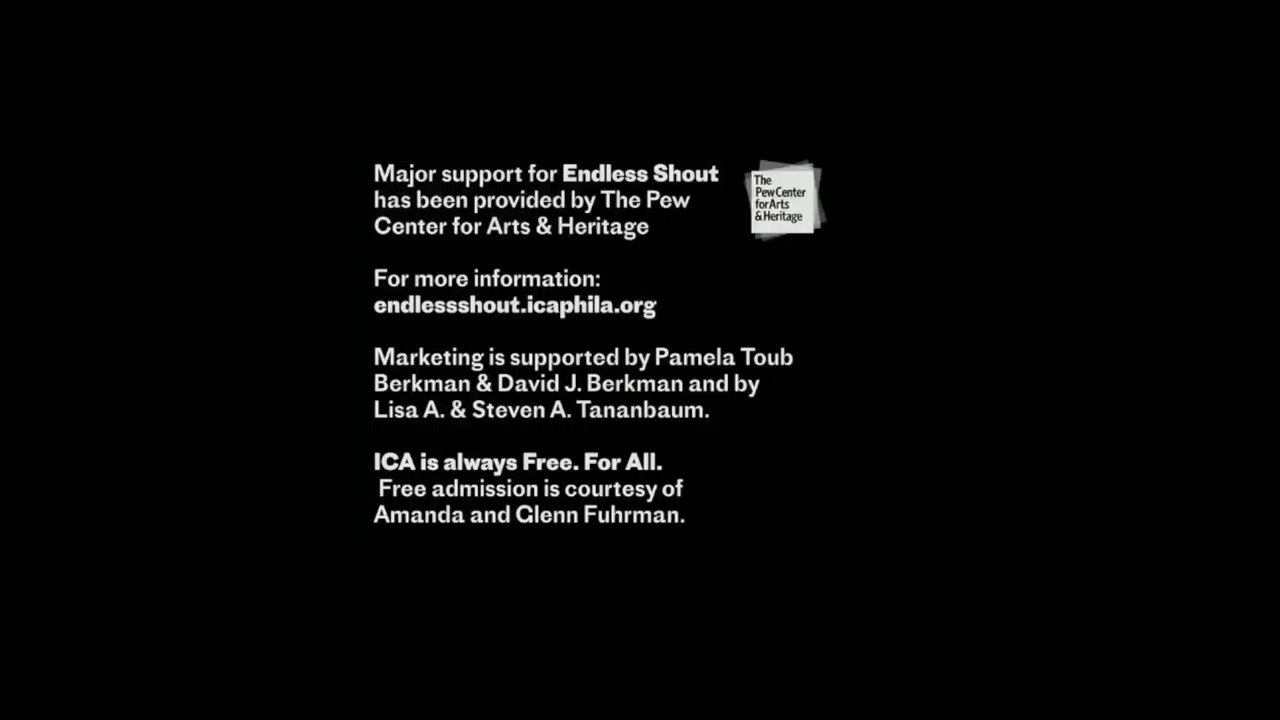 Major support for Endless Shout
has been provided by The Pew
Center for Arts & Heritage
The
Pew Center
for Arts
& Heritage
For more information:
endlessshout.icaphila.org
Marketing is supported by Pamela Toub
Berkman & David J. Berkman and by
Lisa A. & Steven A. Tananbaum.
ICA is always Free. For All.
Free admission is courtesy of
Amanda and Glenn Fuhrman.